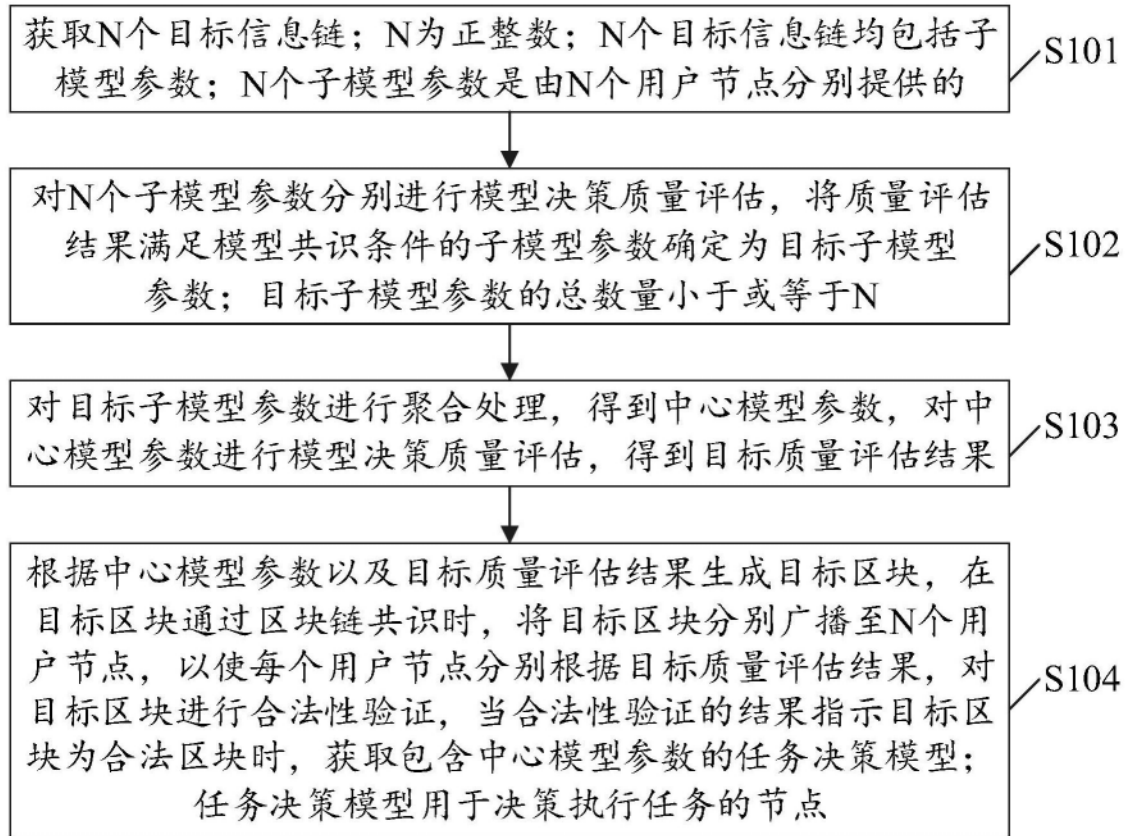 获取N个目标信息链；N为正整数；N个目标信息链均包括子
模型参数；N个子模型参数是由N个用户节点分别提供的
S101
对N个子模型参数分别进行模型决策质量评估，将质量评估
结果满足模型共识条件的子模型参数确定为目标子模型
参数；目标子模型参数的总数量小于或等于N
S102
对目标子模型参数进行聚合处理，得到中心模型参数，对中
心模型参数进行模型决策质量评估，得到目标质量评估结果
S103
根据中心模型参数以及目标质量评估结果生成目标区块，在
目标区块通过区块链共识时，将目标区块分别广播至N个用
户节点，以使每个用户节点分别根据目标质量评估结果，对
目标区块进行合法性验证，当合法性验证的结果指示目标区
块为合法区块时，获取包含中心模型参数的任务决策模型；
任务决策模型用于决策执行任务的节点
S104